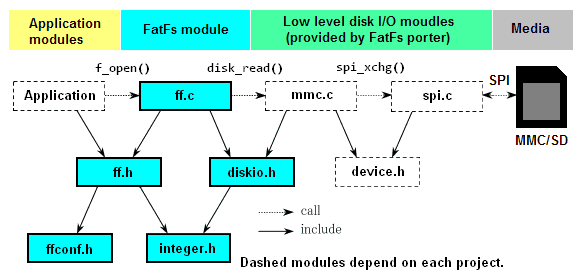 Application
modules
FatFs module
Low level disk I/O moudles
(provided by FatFs porter)
Media
f_open()
disk_read()
spi_xchg()
SPI
Application
ff.c
mmc.c
spi.c
MMC/SD
ff.h
diskio.h
device.h
call
include
ffconf.h
integer.h
Dashed modules depend on each project.